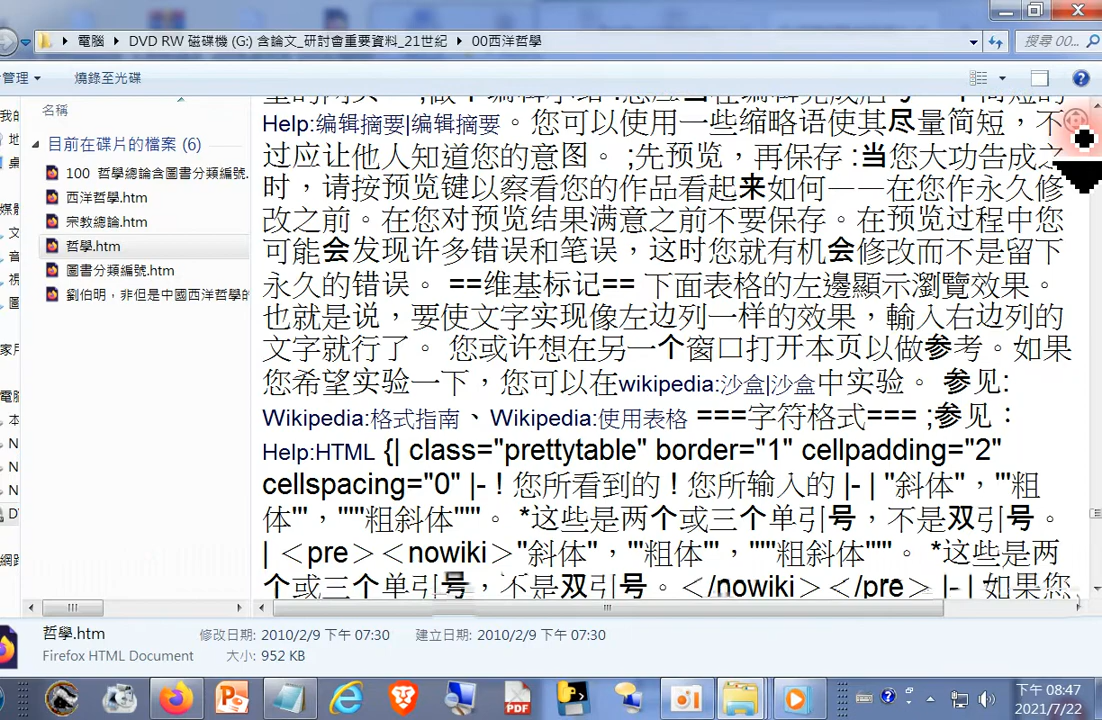 電腦 ▸ DVD RW 磁碟機 (G:) 含論文_研討會重要資料_21世紀 ▸ 00西洋哲學
搜尋 00...
管理 燒錄至光碟
名稱
目前在碟片的檔案 (6)
100 哲學總論含圖書分類編號.
西洋哲學.htm
宗教總論.htm
哲學.htm
圖書分類編號.htm
劉伯明，非但是中國西洋哲學的
Help:编辑摘要|编辑摘要。您可以使用一些缩略语使其尽量简短，不
过应让他人知道您的意图。 ;先预览，再保存 :当您大功告成之
时，请按预览键以察看您的作品看起来如何——在您作永久修
改之前。在您对预览结果满意之前不要保存。在预览过程中您
可能会发现许多错误和笔误，这时您就有机会修改而不是留下
永久的错误。 ==维基标记== 下面表格的左邊顯示瀏覽效果。
也就是说，要使文字实现像左边列一样的效果，輸入右边列的
文字就行了。 您或许想在另一个窗口打开本页以做参考。如果
您希望实验一下，您可以在wikipedia:沙盒|沙盒中实验。 参见:
Wikipedia:格式指南、Wikipedia:使用表格 ===字符格式=== ;参见：
Help:HTML {| class="prettytable" border="1" cellpadding="2"
cellspacing="0" |- ! 您所看到的 ! 您所输入的 |- | ''斜体''，'''粗
体'''，'''''粗斜体'''''。 *这些是两个或三个单引号，不是双引号。
| ＜pre＞＜nowiki＞''斜体''，'''粗体'''，'''''粗斜体'''''。 *这些是两
个或三个单引号，不是双引号。</nowiki＞</pre＞ |- | 如果您
哲學.htm 修改日期: 2010/2/9 下午 07:30 建立日期: 2010/2/9 下午 07:30
Firefox HTML Document 大小: 952 KB
下午 08:47
2021/7/22